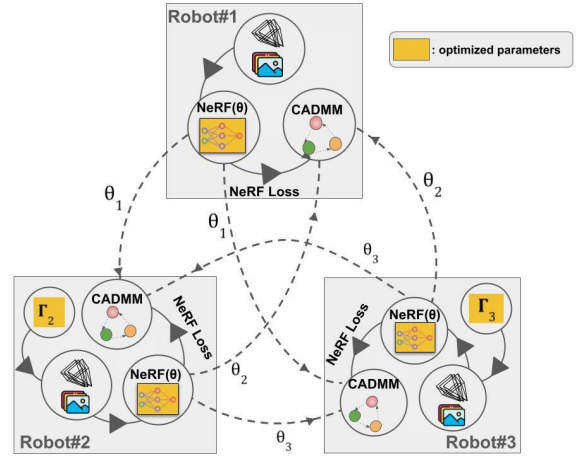 Robot#1
: optimized parameters
NeRF(θ)
CADMM
NeRF Loss
θ1
θ1
θ2
θ3
Γ2
CADMM
NeRF Loss
NeRF(θ)
θ2
Robot#2
θ3
NeRF(θ)
Γ3
NeRF Loss
CADMM
Robot#3